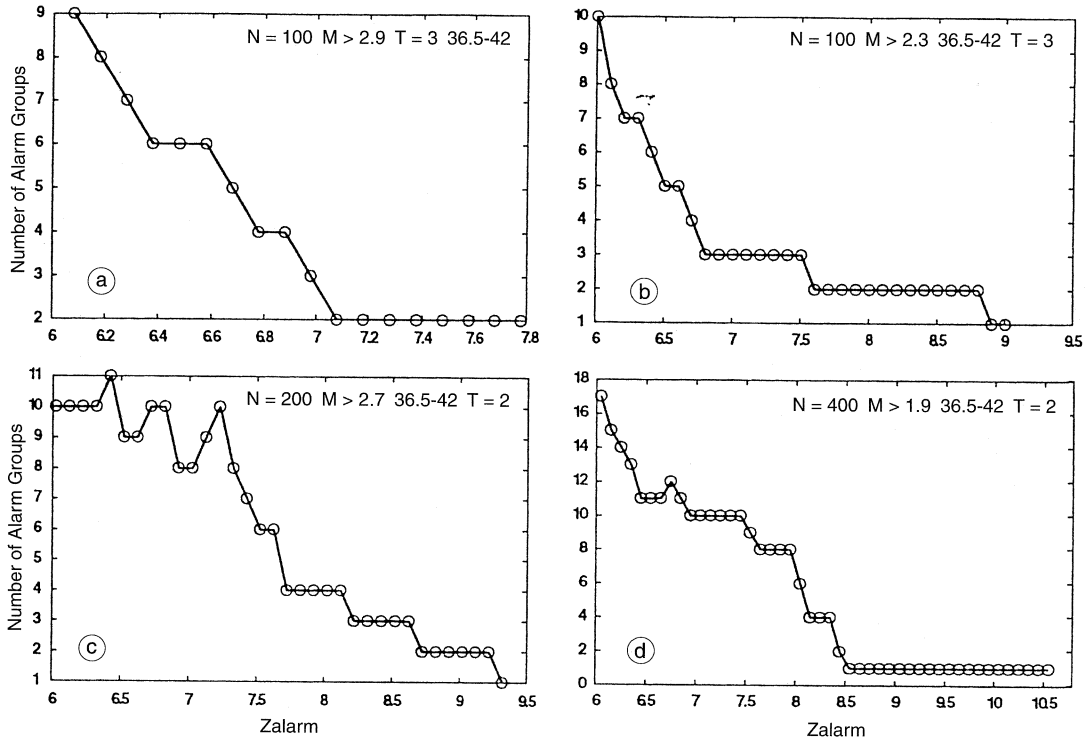 9
N = 100 M > 2.9 T = 3 36.5-42
8
7
6
5
4
3
2
Number of Alarm Groups
a
6 6.2 6.4 6.6 6.8 7 7.2 7.4 7.6 7.8
10
N = 100 M > 2.3 36.5-42 T = 3
9
8
7
6
5
4
3
2
1
b
6 6.5 7 7.5 8 8.5 9 9.5
11
N = 200 M > 2.7 36.5-42 T = 2
10
9
8
7
6
5
4
3
2
1
Number of Alarm Groups
c
6 6.5 7 7.5 8 8.5 9 9.5
Zalarm
18
N = 400 M > 1.9 36.5-42 T = 2
16
14
12
10
8
6
4
2
0
d
6 6.5 7 7.5 8 8.5 9 9.5 10 10.5
Zalarm